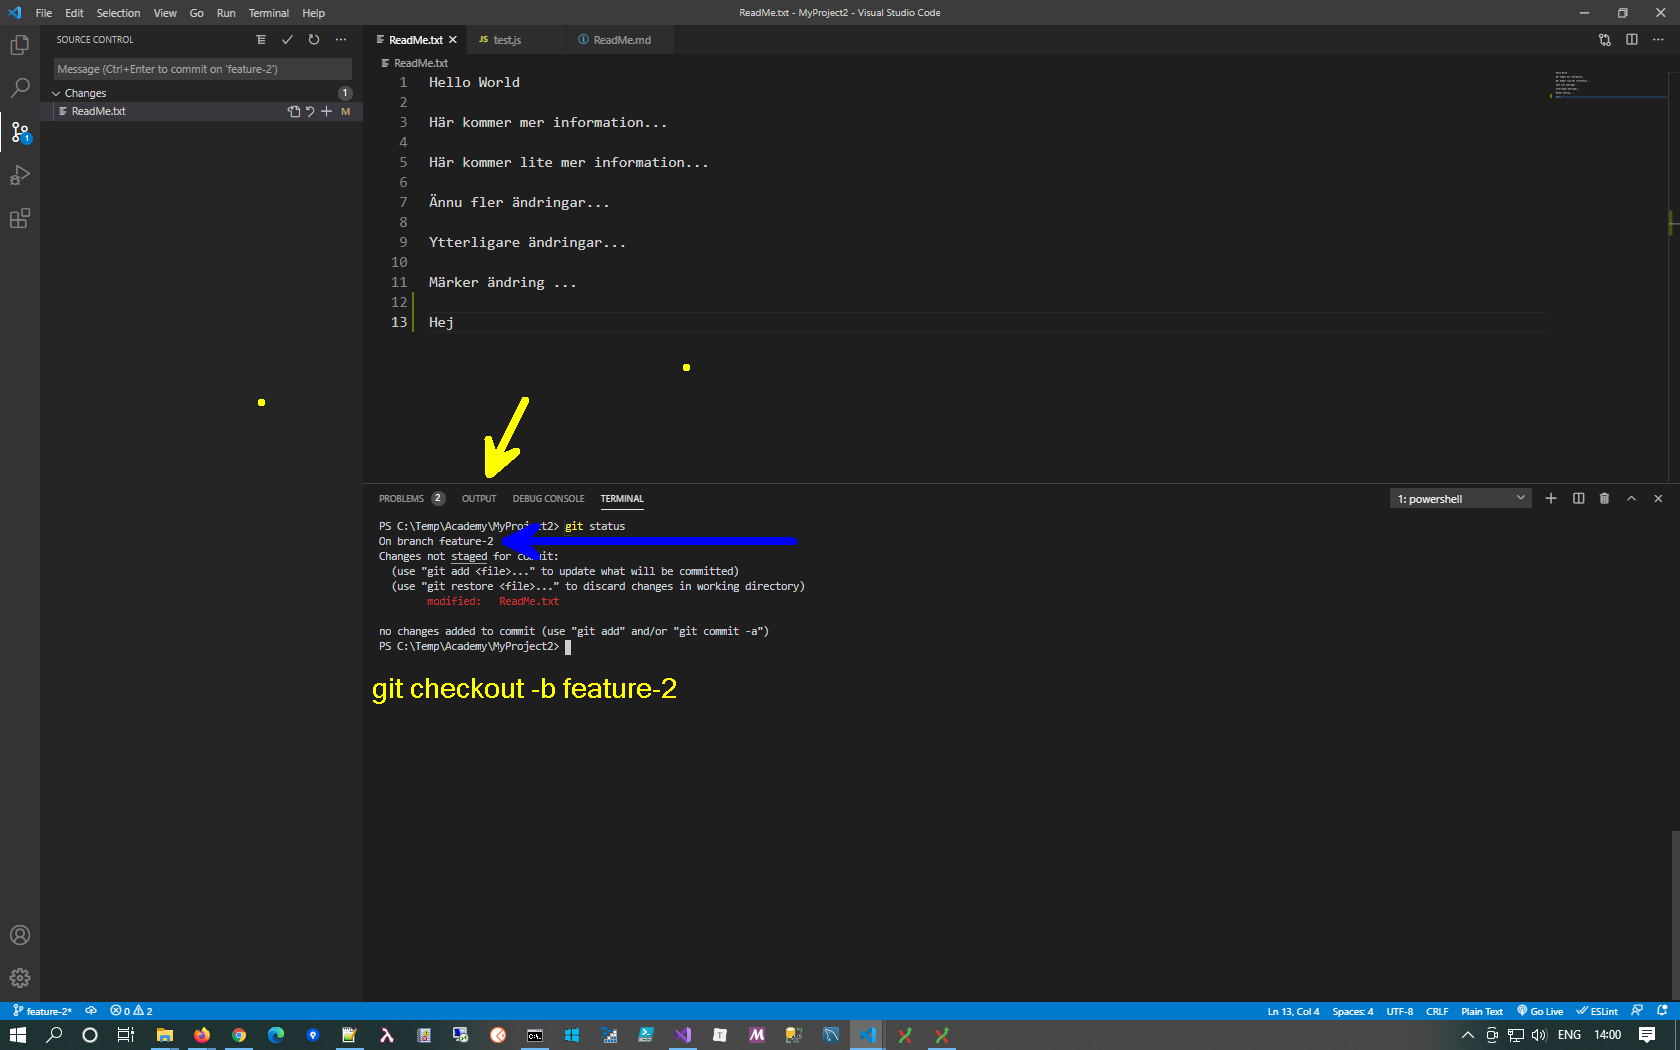 File Edit Selection View Go Run Terminal Help
ReadMe.txt - MyProject2 - Visual Studio Code
SOURCE CONTROL
Message (Ctrl+Enter to commit on 'feature-2')
Changes 1
ReadMe.txt M
1
ReadMe.txt
JS test.js
ReadMe.md
ReadMe.txt
1 Hello World
2
3 Här kommer mer information...
4
5 Här kommer lite mer information...
6
7 Ännu fler ändringar...
8
9 Ytterligare ändringar...
10
11 Märker ändring ...
12
13 Hej
PROBLEMS 2 OUTPUT DEBUG CONSOLE TERMINAL
1: powershell
PS C:\Temp\Academy\MyProject2> git status
On branch feature-2
Changes not staged for commit:
(use "git add <file>..." to update what will be committed)
(use "git restore <file>..." to discard changes in working directory)
modified: ReadMe.txt
no changes added to commit (use "git add" and/or "git commit -a")
PS C:\Temp\Academy\MyProject2>
git checkout -b feature-2
feature-2* 0 2
Ln 13, Col 4 Spaces: 4 UTF-8 CRLF Plain Text Go Live ESLint
ENG 14:00